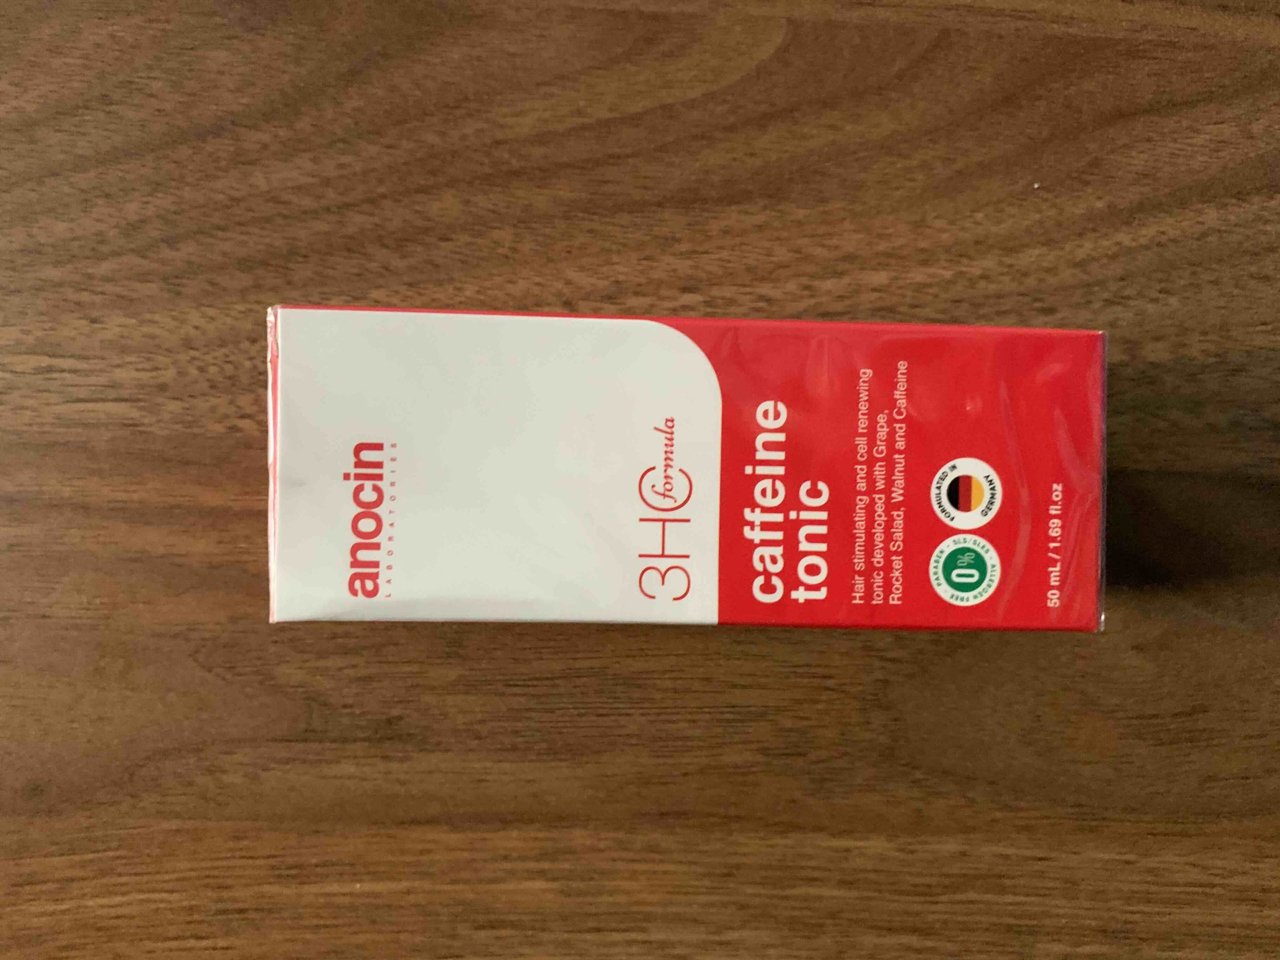 anocin
LABORATORIES
3HC formula
caffeine
tonic
Hair stimulating and cell renewing
tonic developed with Grape,
Rocket Salad, Walnut and Caffeine
0%
PARABEN - SLS/SLES - ALLERGEN FREE -
FORMULATED IN
GERMANY
50 mL / 1.69 fl.oz